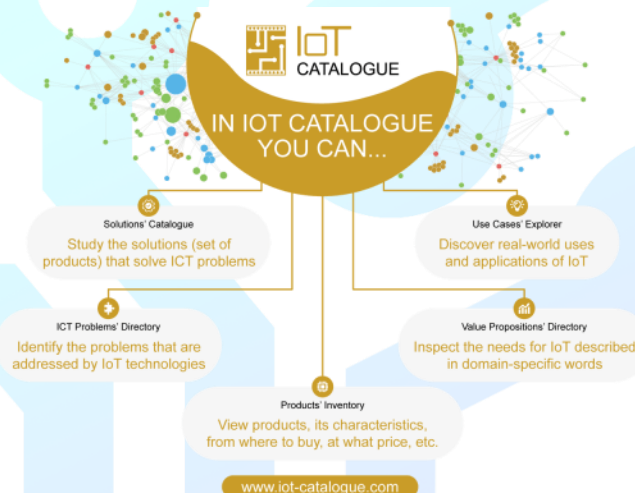 IoT
CATALOGUE
IN IOT CATALOGUE
YOU CAN...
Solutions' Catalogue
Study the solutions (set of
products) that solve ICT problems
Use Cases' Explorer
Discover real-world uses
and applications of IoT
ICT Problems' Directory
Identify the problems that are
addressed by IoT technologies
Value Propositions' Directory
Inspect the needs for IoT described
in domain-specific words
Products' Inventory
View products, its characteristics,
from where to buy, at what price, etc.
www.iot-catalogue.com